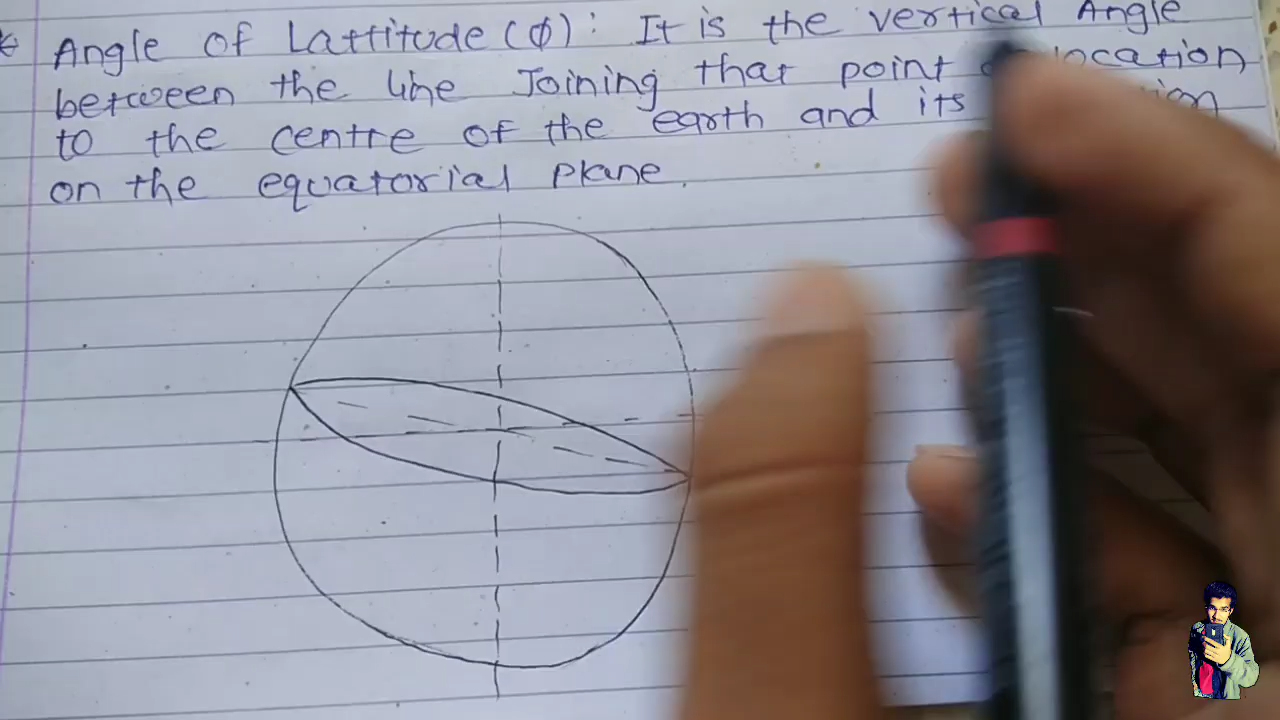 Angle of Lattitude (φ): It is the vertical Angle
between the line Joining that point location
to the centre of the earth and its
on the equatorial plane.